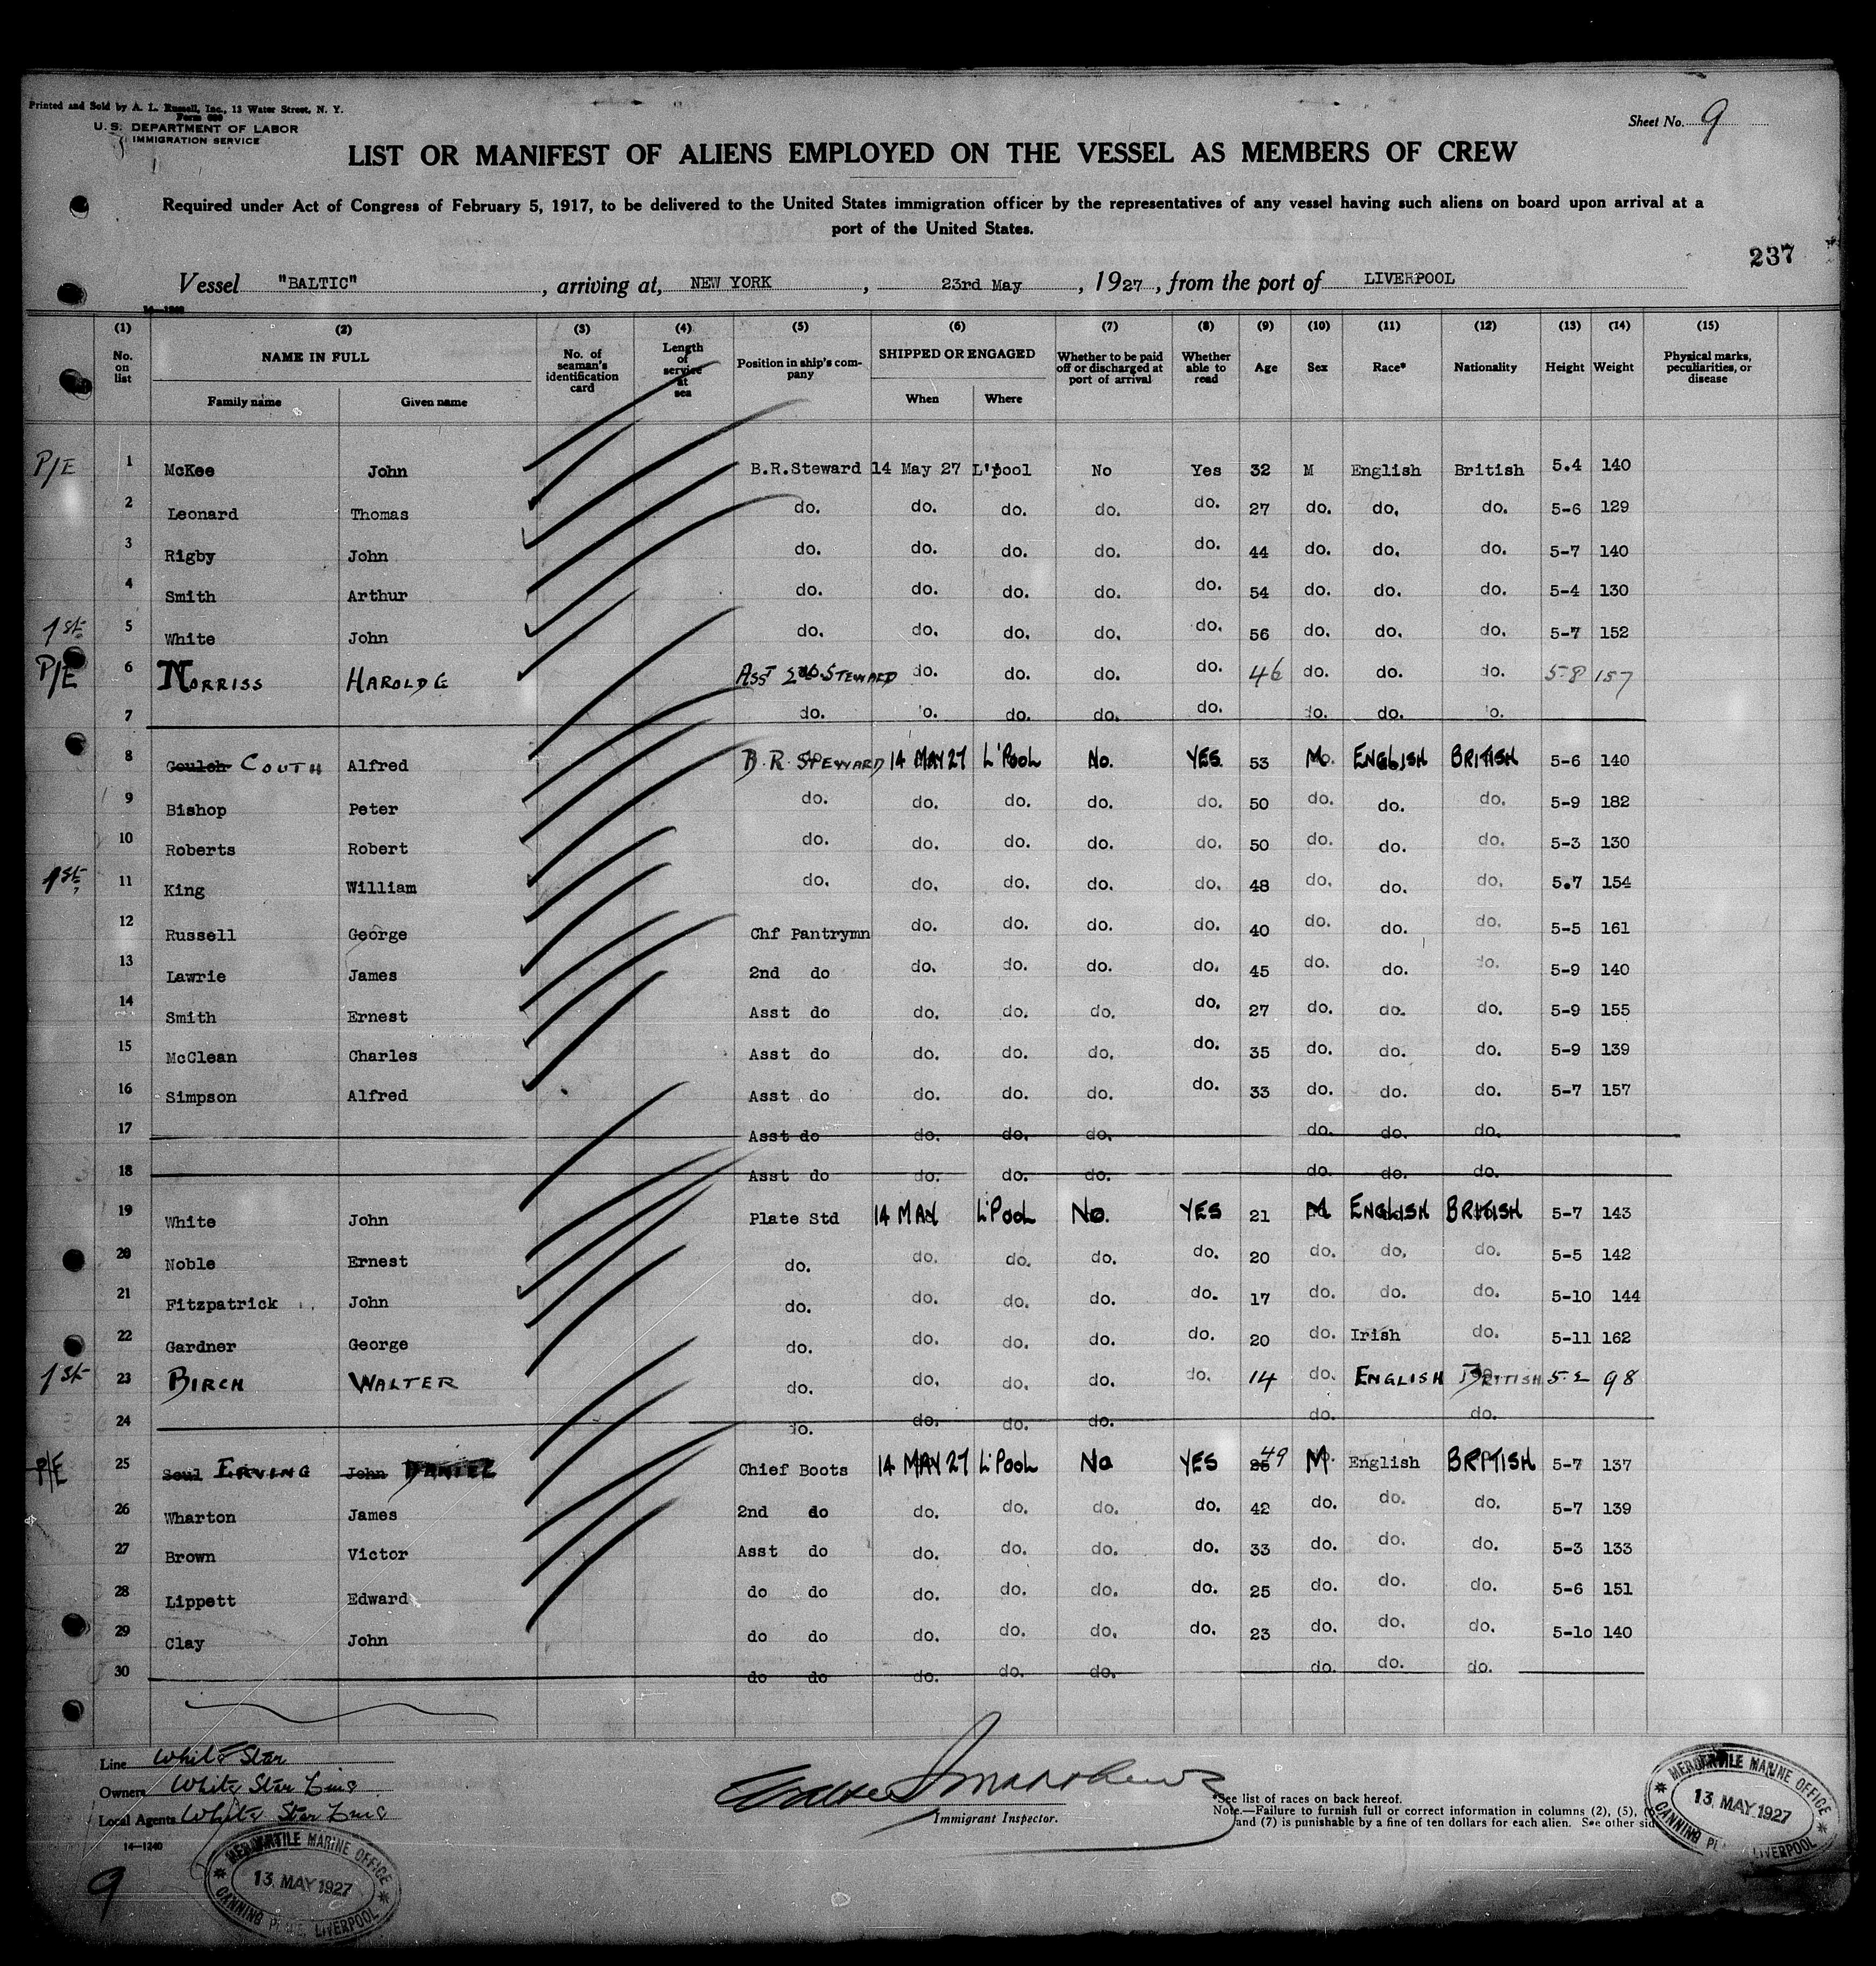 Printed and Sold by A. L. Russell, Inc., 13 Water Street, N. Y.
Form 680
U. S. DEPARTMENT OF LABOR
IMMIGRATION SERVICE
Sheet No. 9
LIST OR MANIFEST OF ALIENS EMPLOYED ON THE VESSEL AS MEMBERS OF CREW
Required under Act of Congress of February 5, 1917, to be delivered to the United States immigration officer by the representatives of any vessel having such aliens on board upon arrival at a
port of the United States.
237
Vessel "BALTIC", arriving at, NEW YORK, 23rd May, 1927, from the port of LIVERPOOL
(1) (2) (3) (4) (5) (6) (7) (8) (9) (10) (11) (12) (13) (14) (15)
No. on list NAME IN FULL Family name Given name No. of seaman's identification card Length of service at sea Position in ship's company SHIPPED OR ENGAGED When Where Whether to be paid off or discharged at port of arrival Whether able to read Age Sex Race* Nationality Height Weight Physical marks, peculiarities, or disease
P/E 1 McKee John B.R.Steward 14 May 27 L'pool No Yes 32 M English British 5.4 140
2 Leonard Thomas do. do. do. do. do. 27 do. do. do. 5-6 129
3 Rigby John do. do. do. do. do. 44 do. do. do. 5-7 140
4 Smith Arthur do. do. do. do. do. 54 do. do. do. 5-4 130
1st 5 White John do. do. do. do. do. 56 do. do. do. 5-7 152
P/E 6 NORRISS HAROLD G ASST 2nd STEWARD do. do. do. do. 46 do. do. do. 5-8 157
7 do. do. do. do. do. do. do. do.
8 Goulch COUTH Alfred B.R. STEWARD 14 MAY 27 L'POOL No. YES. 53 M. ENGLISH BRITISH 5-6 140
9 Bishop Peter do. do. do. do. do. 50 do. do. do. 5-9 182
10 Roberts Robert do. do. do. do. do. 50 do. do. do. 5-3 130
1st 11 King William do. do. do. do. do. 48 do. do. do. 5.7 154
12 Russell George Chf Pantrymn do. do. do. do. 40 do. do. do. 5-5 161
13 Lawrie James 2nd do do. do. do. do. 45 do. do. do. 5-9 140
14 Smith Ernest Asst do do. do. do. do. 27 do. do. do. 5-9 155
15 McClean Charles Asst do do. do. do. do. 35 do. do. do. 5-9 139
16 Simpson Alfred Asst do do. do. do. do. 33 do. do. do. 5-7 157
17 Asst do do. do. do. do. do. do.
18 Asst do do. do. do. do. do. do.
19 White John Plate Std 14 MAY L'POOL No. YES 21 M ENGLISH BRITISH 5-7 143
20 Noble Ernest do. do. do. do. do. 20 do. do. do. 5-5 142
21 Fitzpatrick John do. do. do. do. do. 17 do. do. do. 5-10 144
22 Gardner George do. do. do. do. do. 20 do. Irish do. 5-11 162
1st 23 BIRCH WALTER do. do. do. do. do. 14 do. ENGLISH BRITISH 5-2 98
24 do. do. do. do. do. do.
P/E 25 Soul ERVING John DANIEL Chief Boots 14 MAY 27 L'POOL No YES 49 M. English BRITISH 5-7 137
26 Wharton James 2nd do do. do. do. do. 42 do. do. do. 5-7 139
27 Brown Victor Asst do do. do. do. do. 33 do. do. do. 5-3 133
28 Lippett Edward do do do. do. do. do. 25 do. do. do. 5-6 151
29 Clay John do do do. do. do. do. 23 do. do. do. 5-10 140
30 do do do. do. do. do. do. do.
Line White Star
Owners White Star Line
Local Agents White Star Line
14-1240
Immigrant Inspector.
*See list of races on back hereof.
Note.—Failure to furnish full or correct information in columns (2), (5),
and (7) is punishable by a fine of ten dollars for each alien. See other
MERCANTILE MARINE OFFICE
13 MAY 1927
CANNING PLACE LIVERPOOL
9
MERCANTILE MARINE OFFICE
13 MAY 1927
CANNING PLACE, LIVERPOOL